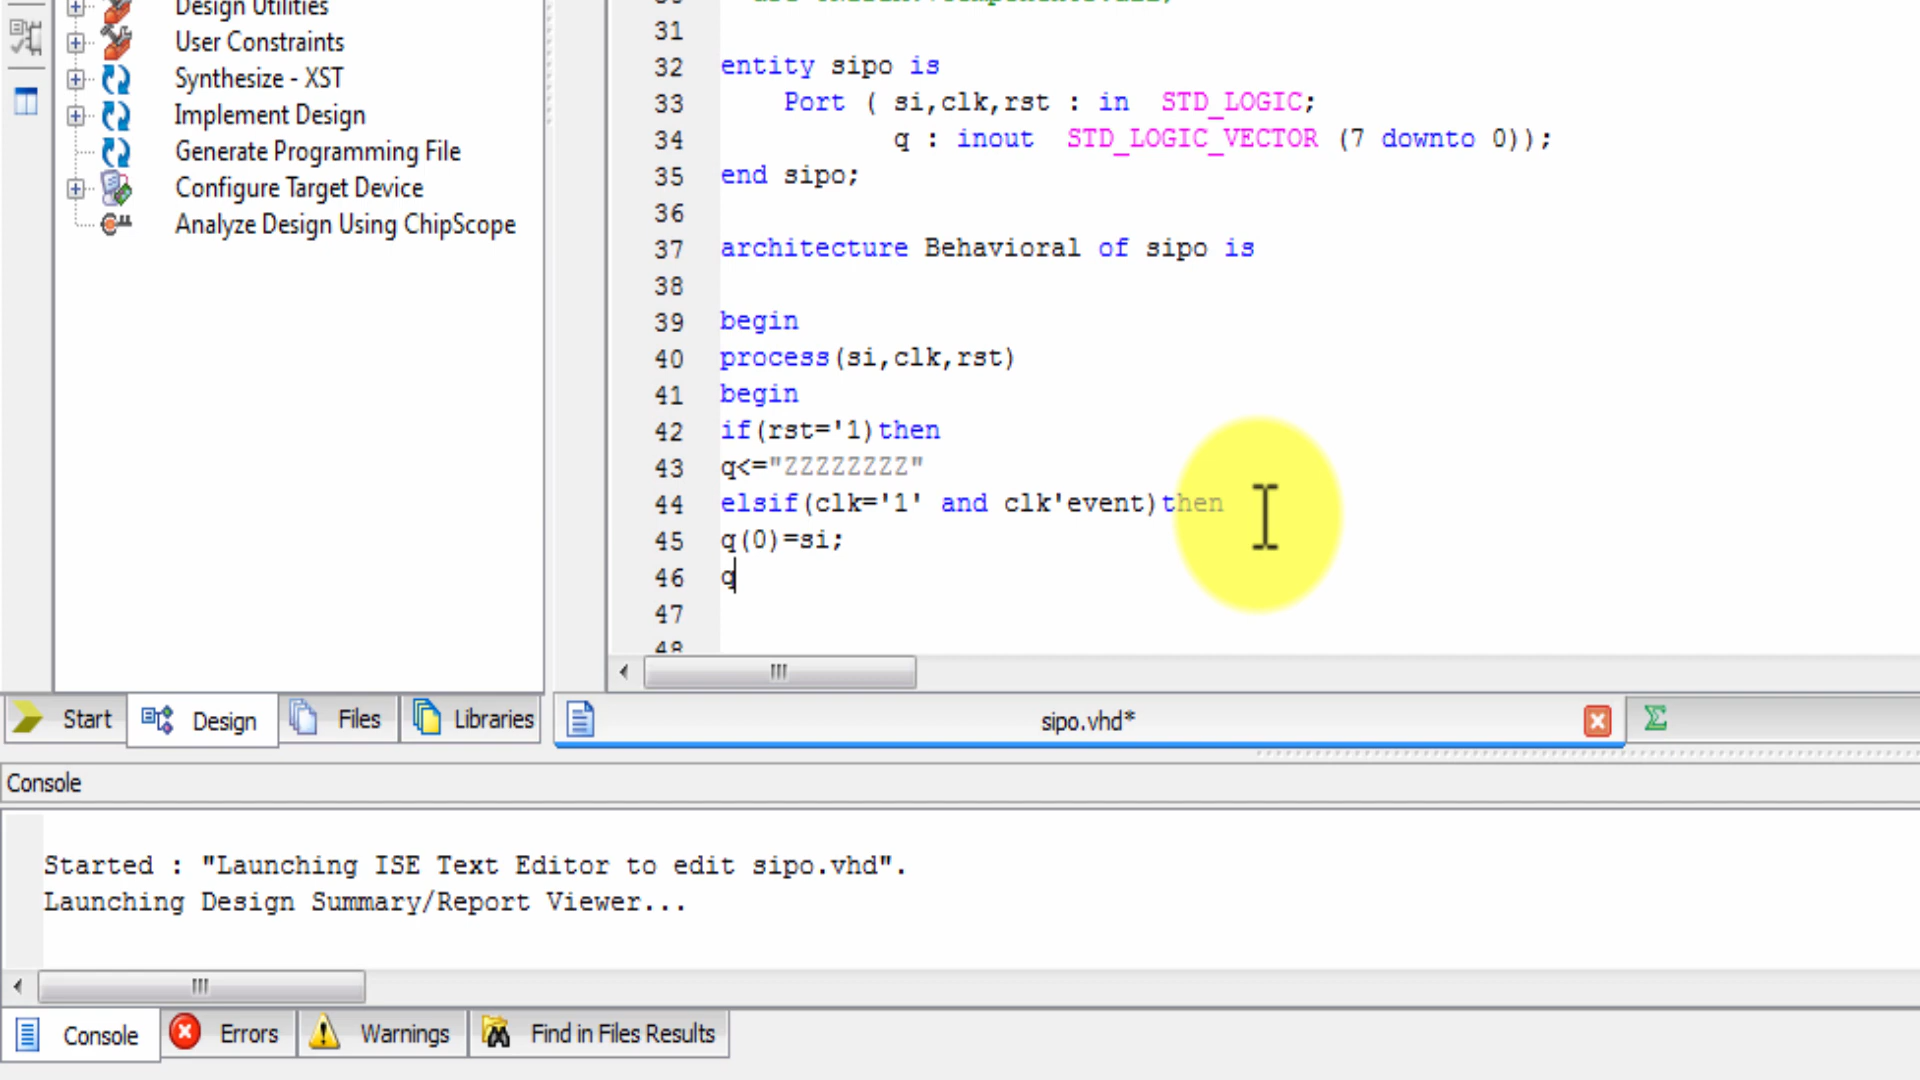 Design Utilities
User Constraints
Synthesize - XST
Implement Design
Generate Programming File
Configure Target Device
Analyze Design Using ChipScope
31
32 entity sipo is
33 Port ( si,clk,rst : in STD_LOGIC;
34 q : inout STD_LOGIC_VECTOR (7 downto 0));
35 end sipo;
36
37 architecture Behavioral of sipo is
38
39 begin
40 process(si,clk,rst)
41 begin
42 if(rst='1)then
43 q<="ZZZZZZZZ"
44 elsif(clk='1' and clk'event)then
45 q(0)=si;
46 q
47
48
Start Design Files Libraries sipo.vhd*
Console
Started : "Launching ISE Text Editor to edit sipo.vhd".
Launching Design Summary/Report Viewer...
Console Errors Warnings Find in Files Results